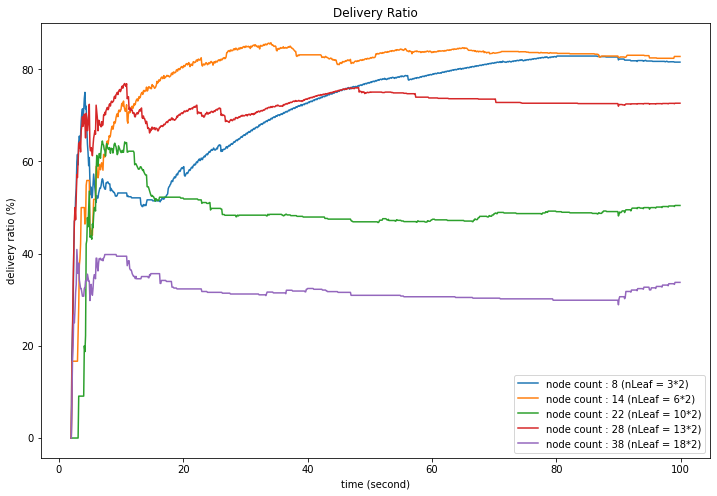 Delivery Ratio
delivery ratio (%)
80
60
40
20
0
0 20 40 60 80 100
time (second)
node count : 8 (nLeaf = 3*2)
node count : 14 (nLeaf = 6*2)
node count : 22 (nLeaf = 10*2)
node count : 28 (nLeaf = 13*2)
node count : 38 (nLeaf = 18*2)